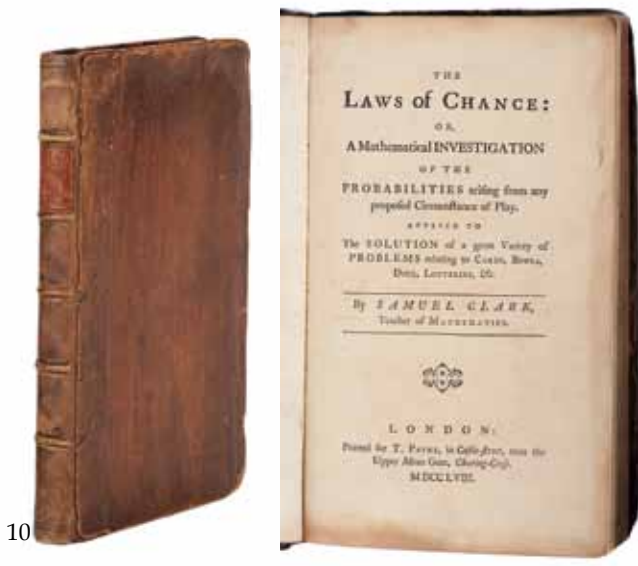 THE
LAWS of CHANCE:
OR,
A Mathematical INVESTIGATION
OF THE
PROBABILITIES arising from any
proposed Circumstance of Play.
APPLIED TO
The SOLUTION of a great Variety of
PROBLEMS relating to CARDS, BOWLS,
DICE, LOTTERIES, &c.
By SAMUEL CLARK,
Teacher of MATHEMATICS.
LONDON:
Printed for T. PAYNE, in Castle-street, near the
Upper Mews Gate, Charing-Cross.
MDCCLVIII.
10